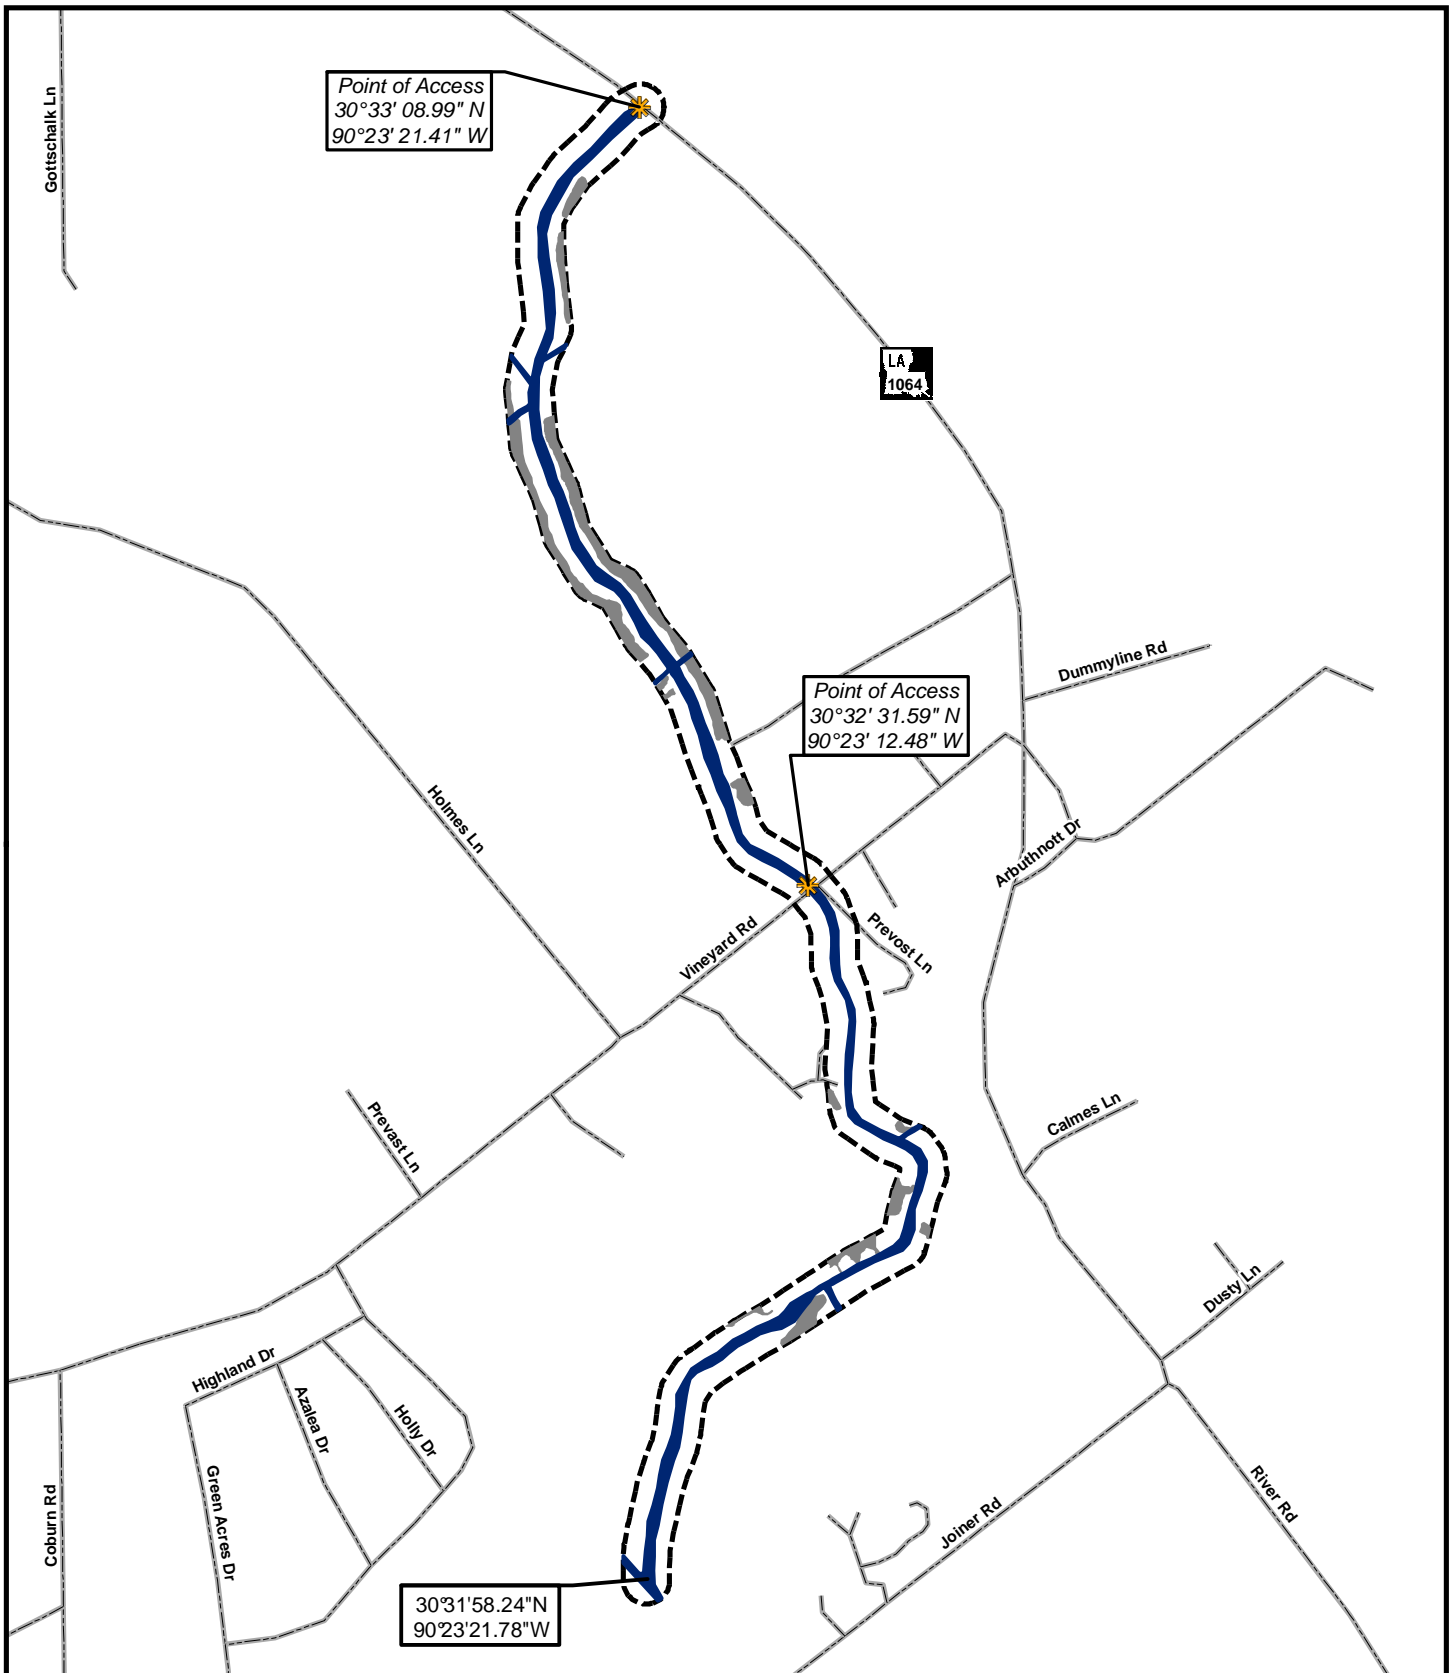 Point of Access
30°33' 08.99" N
90°23' 21.41" W
Gottschalk Ln
LA
1064
Dummyline Rd
Point of Access
30°32' 31.59" N
90°23' 12.48" W
Holmes Ln
Arbuthnott Dr
Vineyard Rd
Prevost Ln
Prevast Ln
Calmes Ln
Dusty Ln
Highland Dr
Azalea Dr
Holly Dr
Green Acres Dr
Coburn Rd
River Rd
Joiner Rd
30°31'58.24"N
90°23'21.78"W